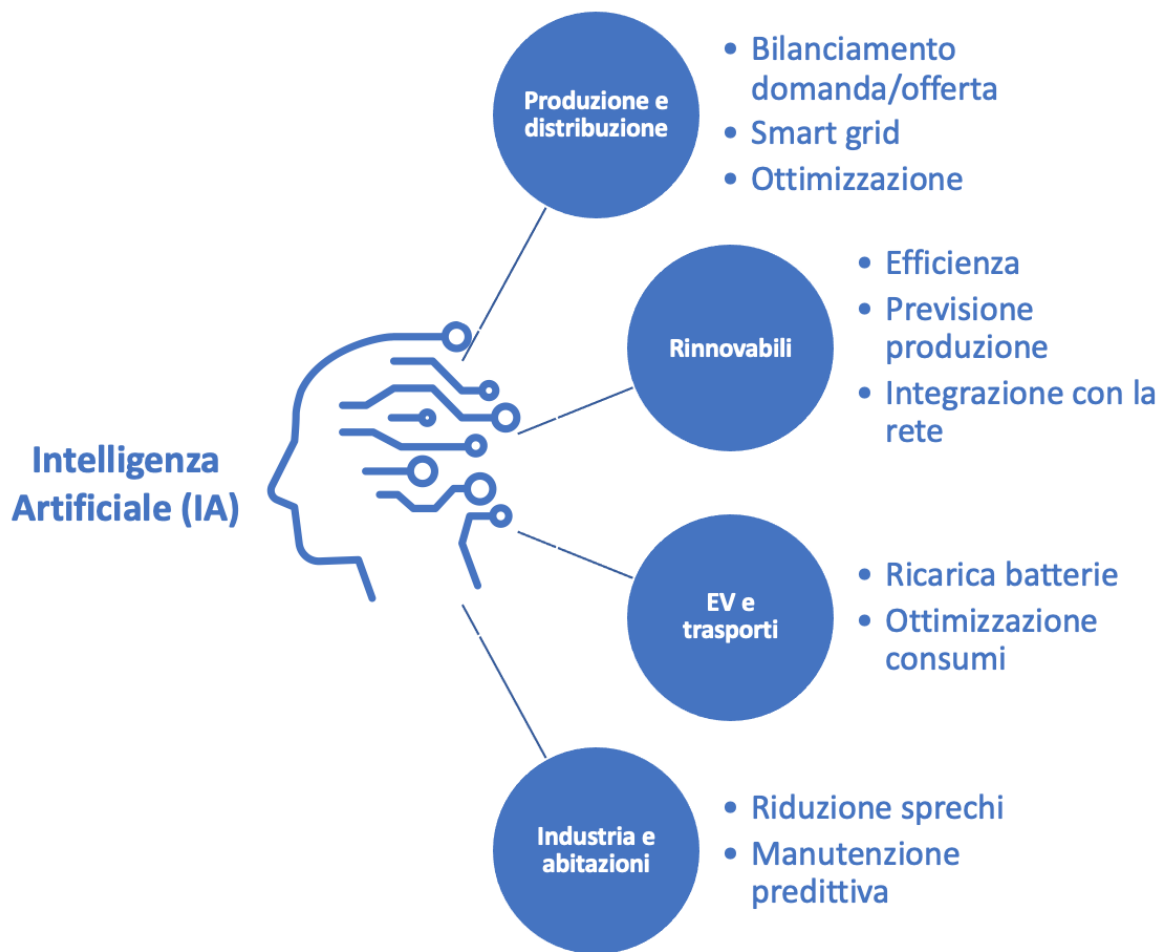 Produzione e
distribuzione
• Bilanciamento
domanda/offerta
• Smart grid
• Ottimizzazione
Rinnovabili
• Efficienza
• Previsione
produzione
• Integrazione con la
rete
Intelligenza
Artificiale (IA)
EV e
trasporti
• Ricarica batterie
• Ottimizzazione
consumi
Industria e
abitazioni
• Riduzione sprechi
• Manutenzione
predittiva